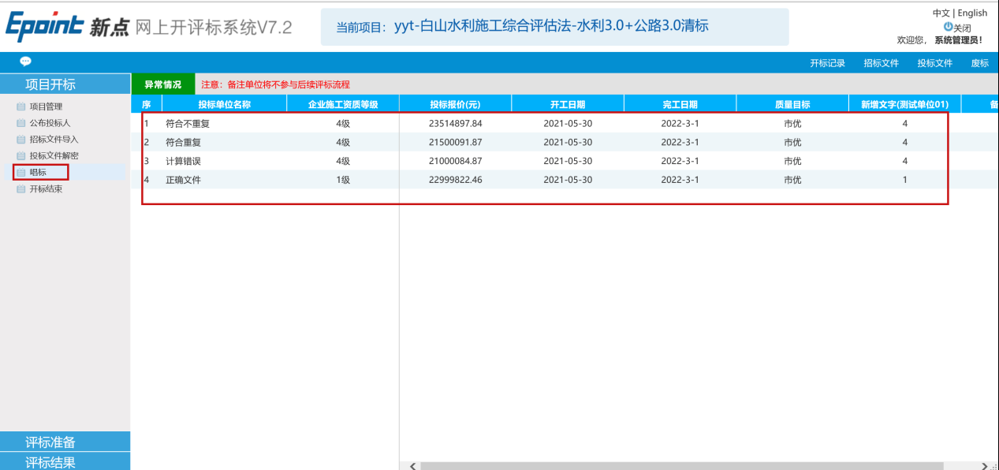 Epoint 新点 网上开评标系统V7.2
当前项目：yyt-白山水利施工综合评估法-水利3.0+公路3.0清标
中文 | English
关闭
欢迎您， 系统管理员！
开标记录 招标文件 投标文件 废标
项目开标
项目管理
公布投标人
招标文件导入
投标文件解密
唱标
开标结束
评标准备
评标结果
异常情况 注意：备注单位将不参与后续评标流程
序 投标单位名称 企业施工资质等级 投标报价(元) 开工日期 完工日期 质量目标 新增文字(测试单位01) 备
1 符合不重复 4级 23514897.84 2021-05-30 2022-3-1 市优 4
2 符合重复 4级 21500091.87 2021-05-30 2022-3-1 市优 4
3 计算错误 4级 21000084.87 2021-05-30 2022-3-1 市优 4
4 正确文件 1级 22999822.46 2021-05-30 2022-3-1 市优 1